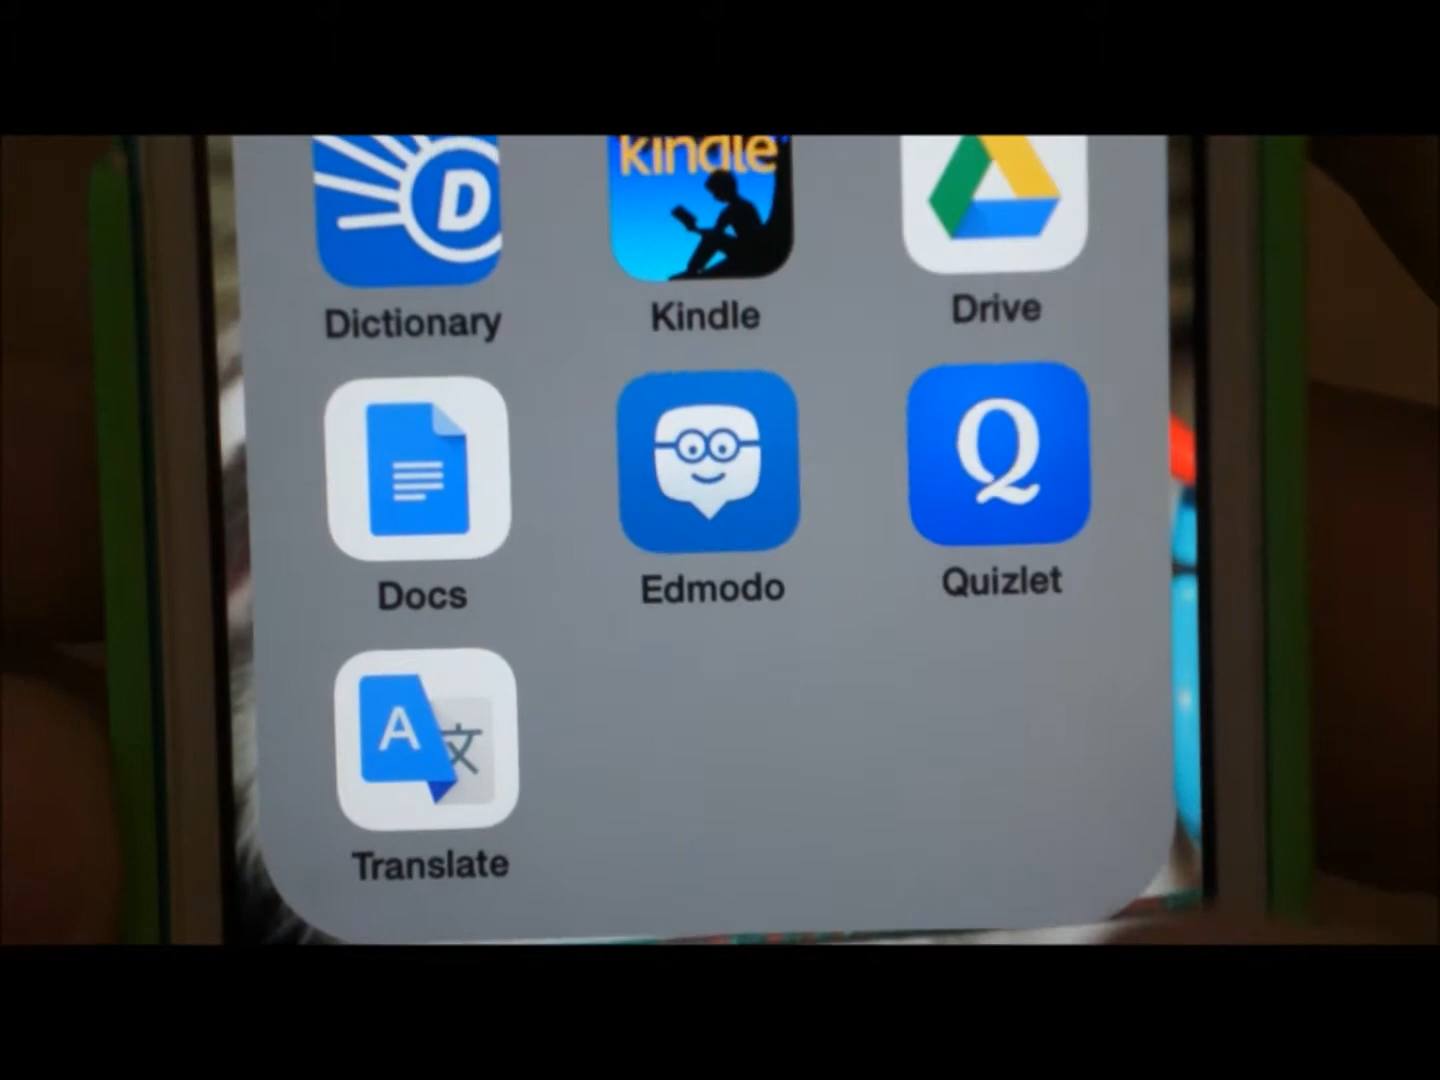 D
kindle
Dictionary
Kindle
Drive
Q
Docs
Edmodo
Quizlet
A 文
Translate